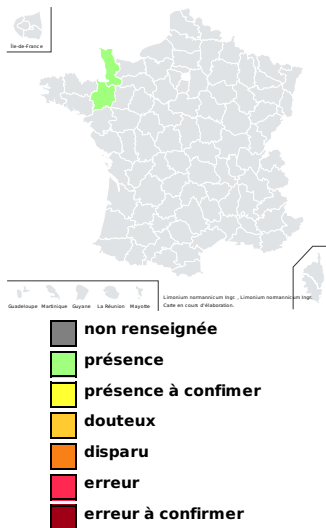 Île-de-France
Guadeloupe Martinique Guyane La Réunion Mayotte
Limonium normannicum Ingr. , Limonium normannicum Ingr.
Carte en cours d'élaboration.
non renseignée
présence
présence à confimer
douteux
disparu
erreur
erreur à confirmer